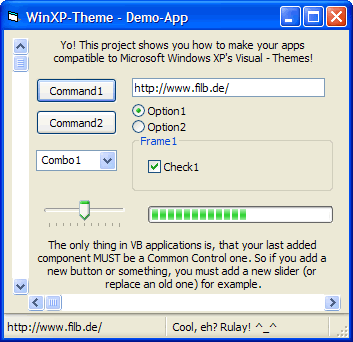 WinXP-Theme - Demo-App
Yo! This project shows you how to make your apps
compatible to Microsoft Windows XP's Visual - Themes!
Command1
http://www.filb.de/
Option1
Command2
Option2
Frame1
Combo1
Check1
The only thing in VB applications is, that your last added
component MUST be a Common Control one. So if you add
a new button or something, you must add a new slider (or
replace an old one) for example.
http://www.filb.de/
Cool, eh? Rulay! ^_^